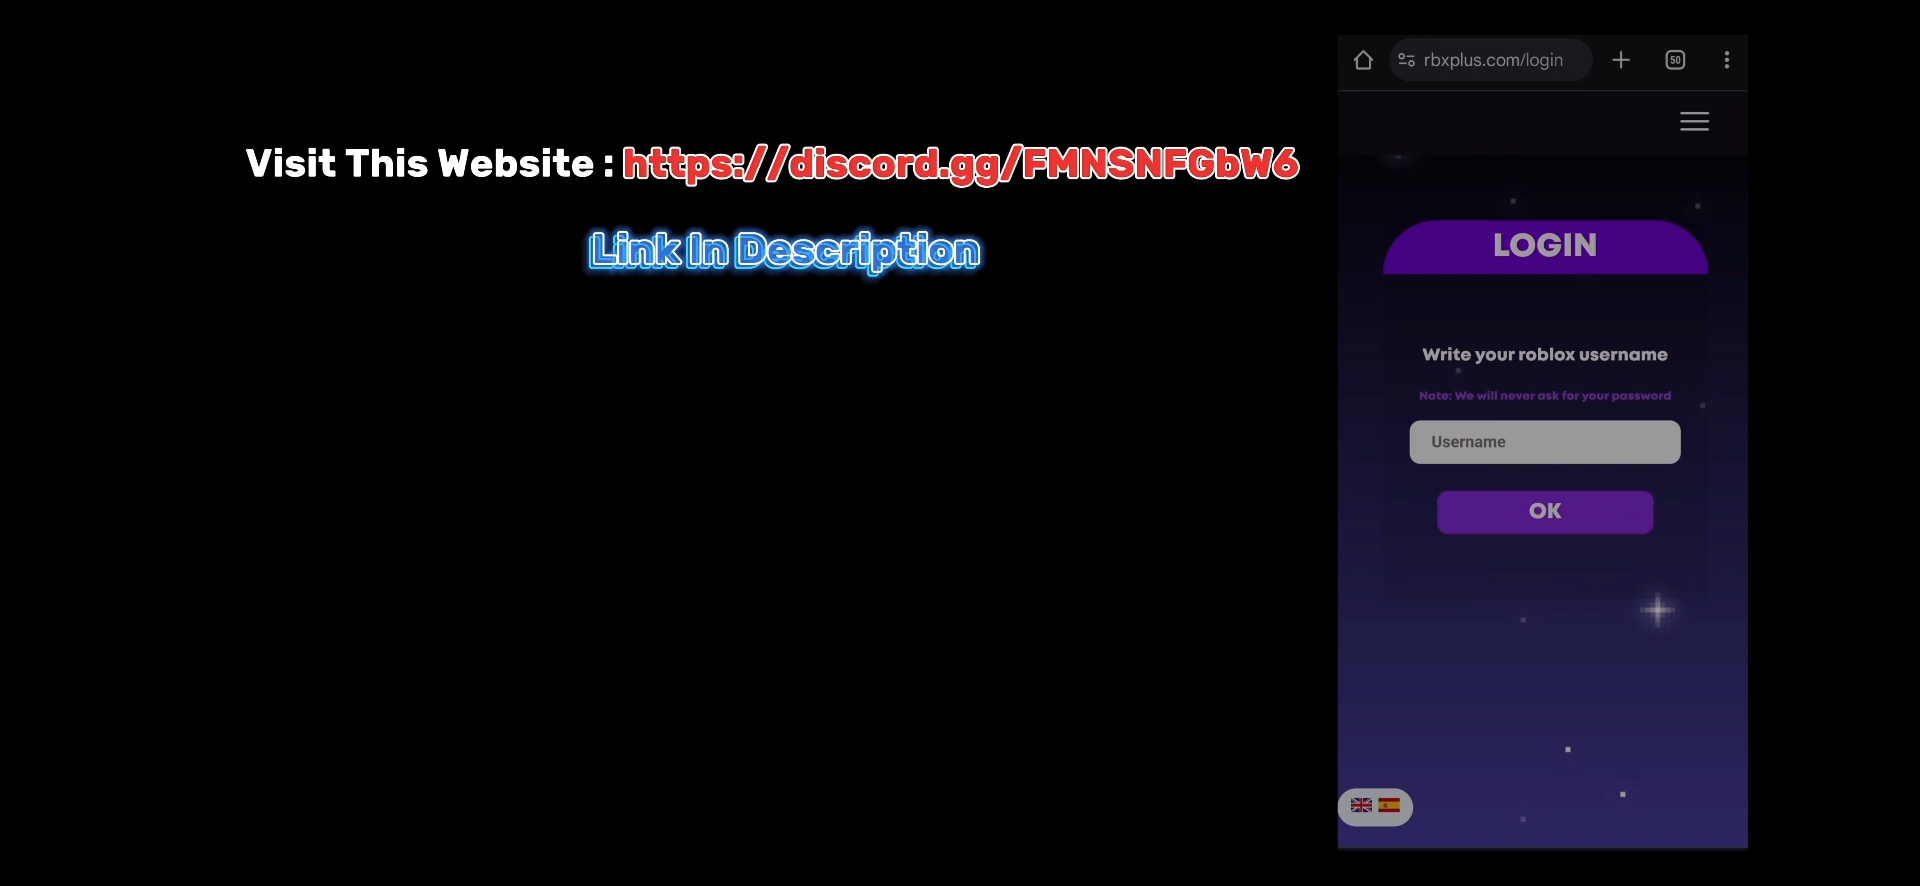 rbxplus.com/login
50
Visit This Website : https://discord.gg/FMNSNFGbW6
Link In Description
LOGIN
Write your roblox username
Note: We will never ask for your password
Username
OK